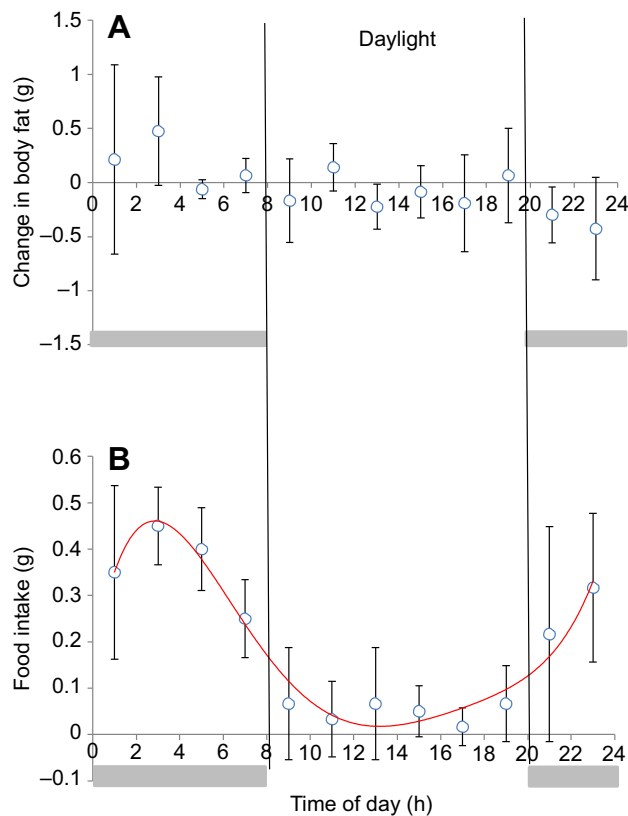 A
Daylight
Change in body fat (g)
1.5
1
0.5
0
–0.5
–1
–1.5
0 2 4 6 8 10 12 14 16 18 20 22 24
B
Food intake (g)
0.6
0.5
0.4
0.3
0.2
0.1
0
–0.1
0 2 4 6 8 10 12 14 16 18 20 22 24
Time of day (h)